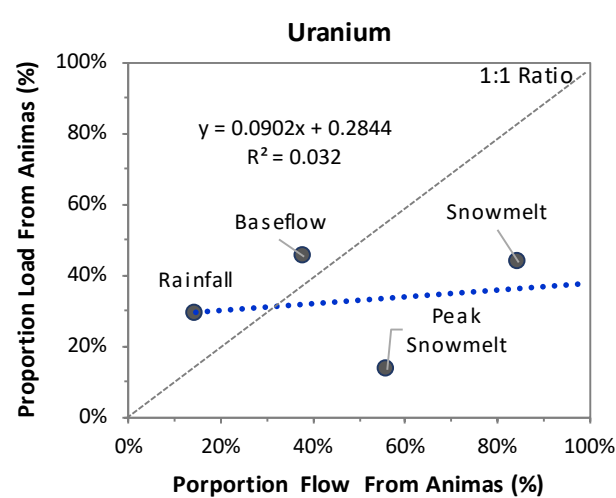 Uranium
100%
80%
60%
40%
20%
0%
Proportion Load From Animas (%)
1:1 Ratio
y = 0.0902x + 0.2844
R² = 0.032
Baseflow
Snowmelt
Rainfall
Peak
Snowmelt
0% 20% 40% 60% 80% 100%
Porportion Flow From Animas (%)